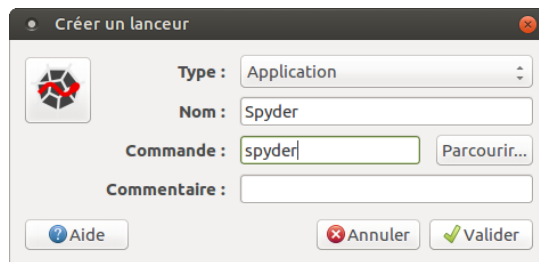 Créer un lanceur
Type : Application
Nom : Spyder
Commande : spyder Parcourir...
Commentaire :
Aide Annuler Valider